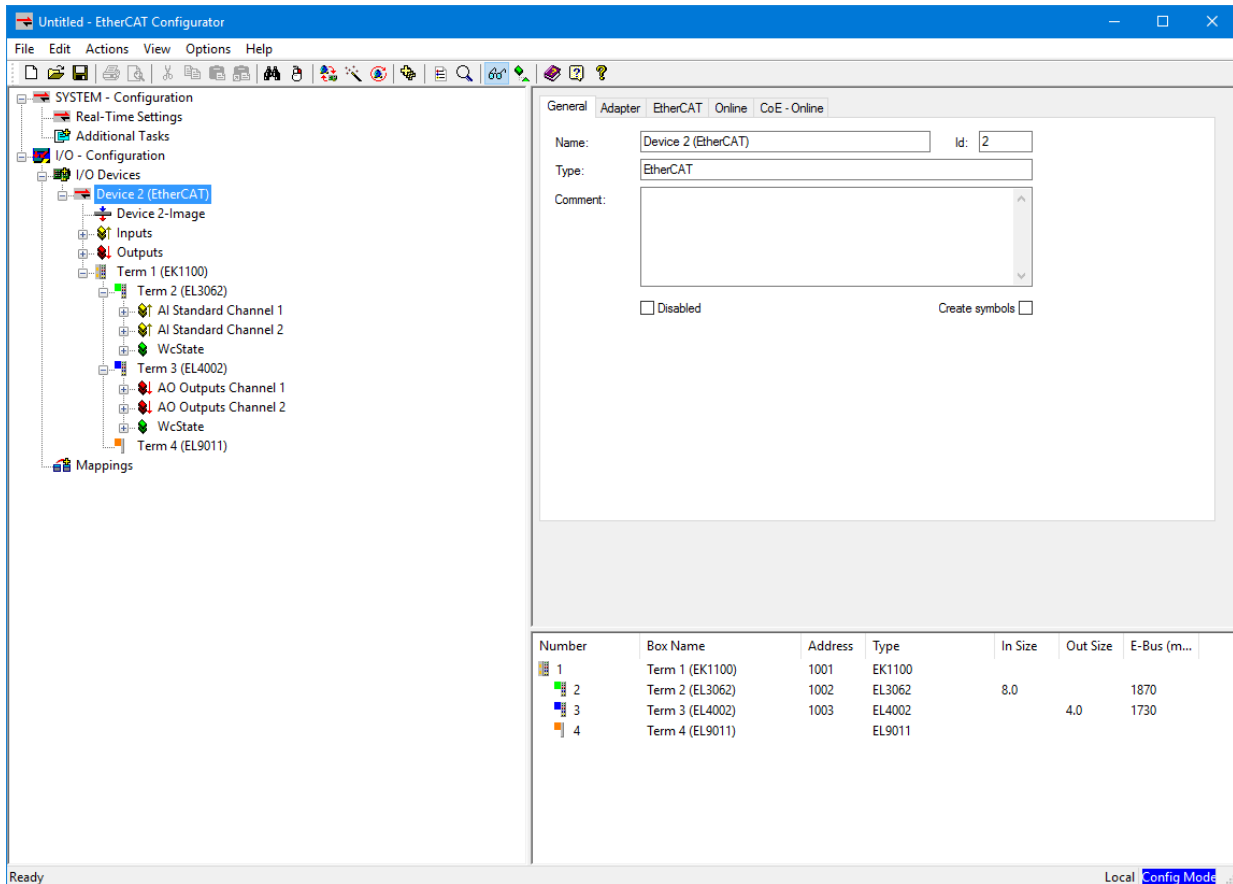 Untitled - EtherCAT Configurator
File Edit Actions View Options Help
SYSTEM - Configuration
Real-Time Settings
Additional Tasks
I/O - Configuration
I/O Devices
Device 2 (EtherCAT)
Device 2-Image
Inputs
Outputs
Term 1 (EK1100)
Term 2 (EL3062)
AI Standard Channel 1
AI Standard Channel 2
WcState
Term 3 (EL4002)
AO Outputs Channel 1
AO Outputs Channel 2
WcState
Term 4 (EL9011)
Mappings
General Adapter EtherCAT Online CoE - Online
Name: Device 2 (EtherCAT) Id: 2
Type: EtherCAT
Comment:
Disabled Create symbols
Number Box Name Address Type In Size Out Size E-Bus (m...
1 Term 1 (EK1100) 1001 EK1100
2 Term 2 (EL3062) 1002 EL3062 8.0 1870
3 Term 3 (EL4002) 1003 EL4002 4.0 1730
4 Term 4 (EL9011) EL9011
Ready Local Config Mode